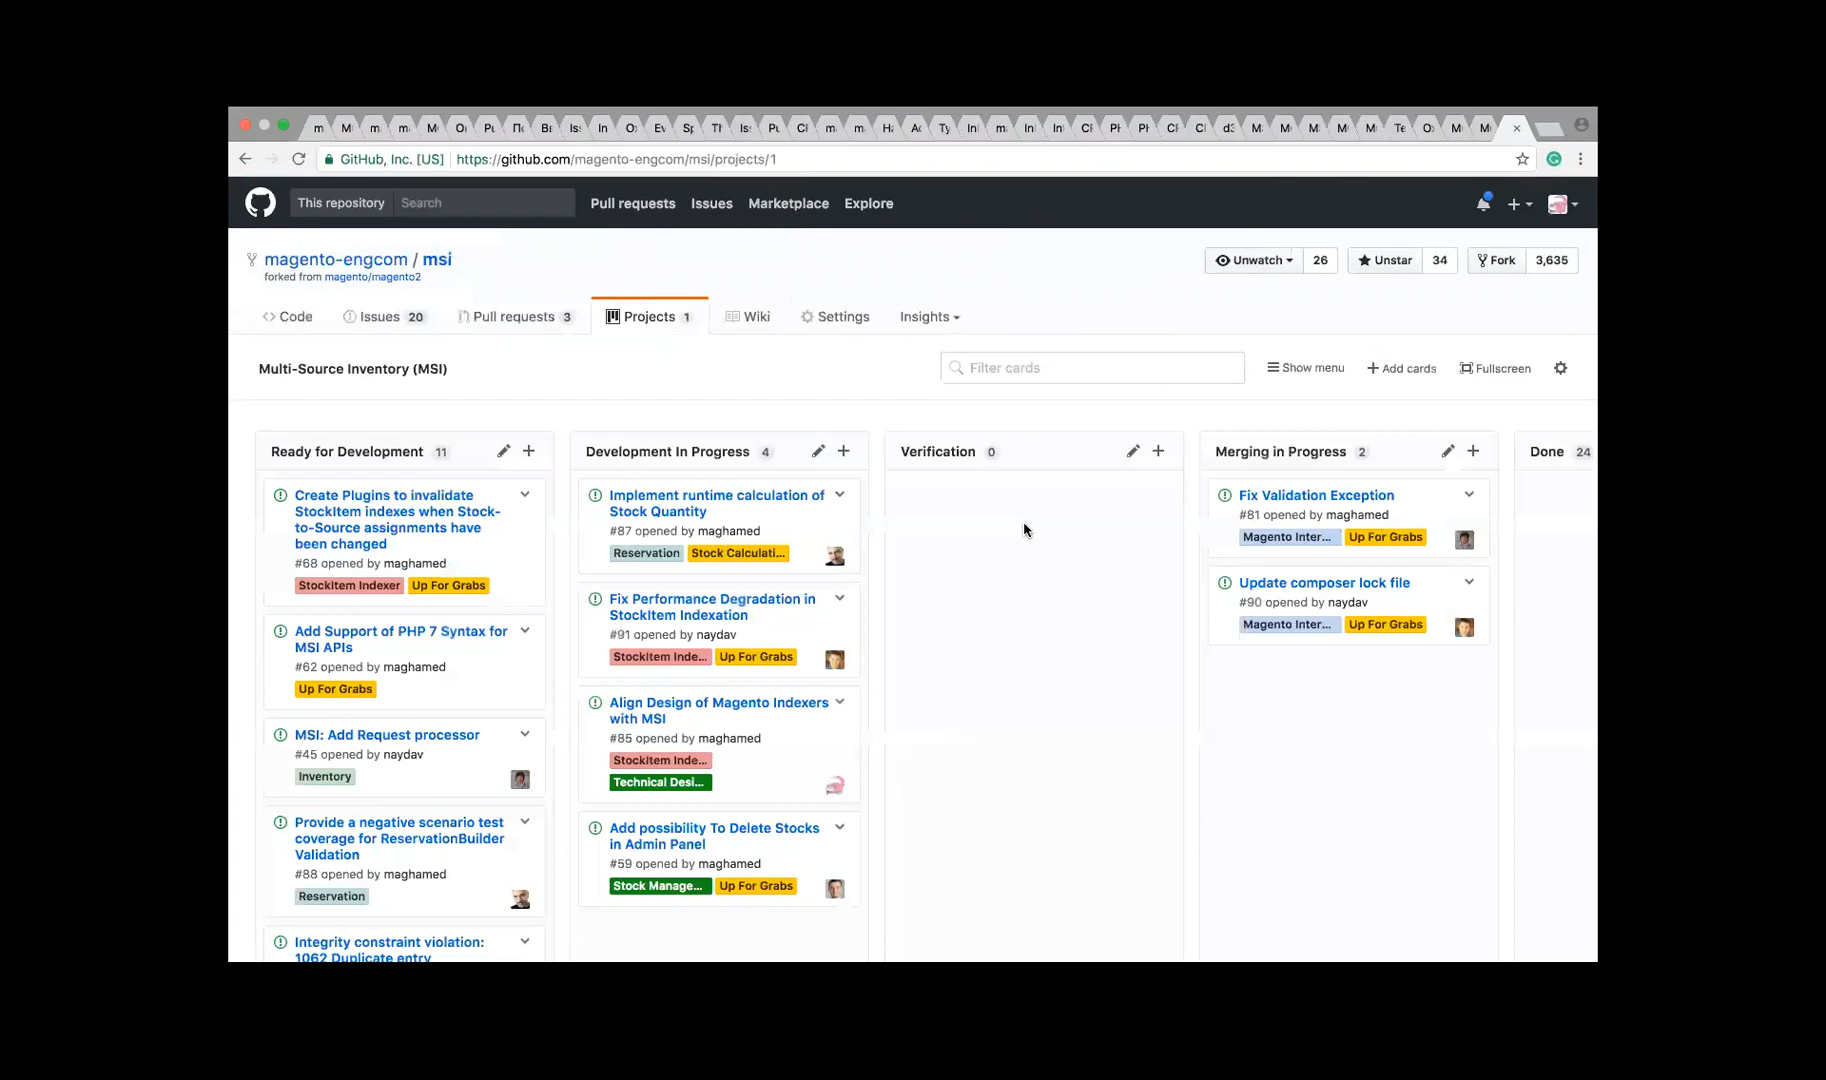 GitHub, Inc. [US] https://github.com/magento-engcom/msi/projects/1
This repository Search Pull requests Issues Marketplace Explore
magento-engcom / msi
forked from magento/magento2
Unwatch 26 Unstar 34 Fork 3,635
Code Issues 20 Pull requests 3 Projects 1 Wiki Settings Insights
Multi-Source Inventory (MSI)
Filter cards Show menu Add cards Fullscreen
Ready for Development 11
Create Plugins to invalidate
StockItem indexes when Stock-
to-Source assignments have
been changed
#68 opened by maghamed
StockItem Indexer Up For Grabs
Add Support of PHP 7 Syntax for
MSI APIs
#62 opened by maghamed
Up For Grabs
MSI: Add Request processor
#45 opened by naydav
Inventory
Provide a negative scenario test
coverage for ReservationBuilder
Validation
#88 opened by maghamed
Reservation
Integrity constraint violation:
1062 Duplicate entry
Development In Progress 4
Implement runtime calculation of
Stock Quantity
#87 opened by maghamed
Reservation Stock Calculati...
Fix Performance Degradation in
StockItem Indexation
#91 opened by naydav
StockItem Inde... Up For Grabs
Align Design of Magento Indexers
with MSI
#85 opened by maghamed
StockItem Inde...
Technical Desi...
Add possibility To Delete Stocks
in Admin Panel
#59 opened by maghamed
Stock Manage... Up For Grabs
Verification 0
Merging in Progress 2
Fix Validation Exception
#81 opened by maghamed
Magento Inter... Up For Grabs
Update composer lock file
#90 opened by naydav
Magento Inter... Up For Grabs
Done 24